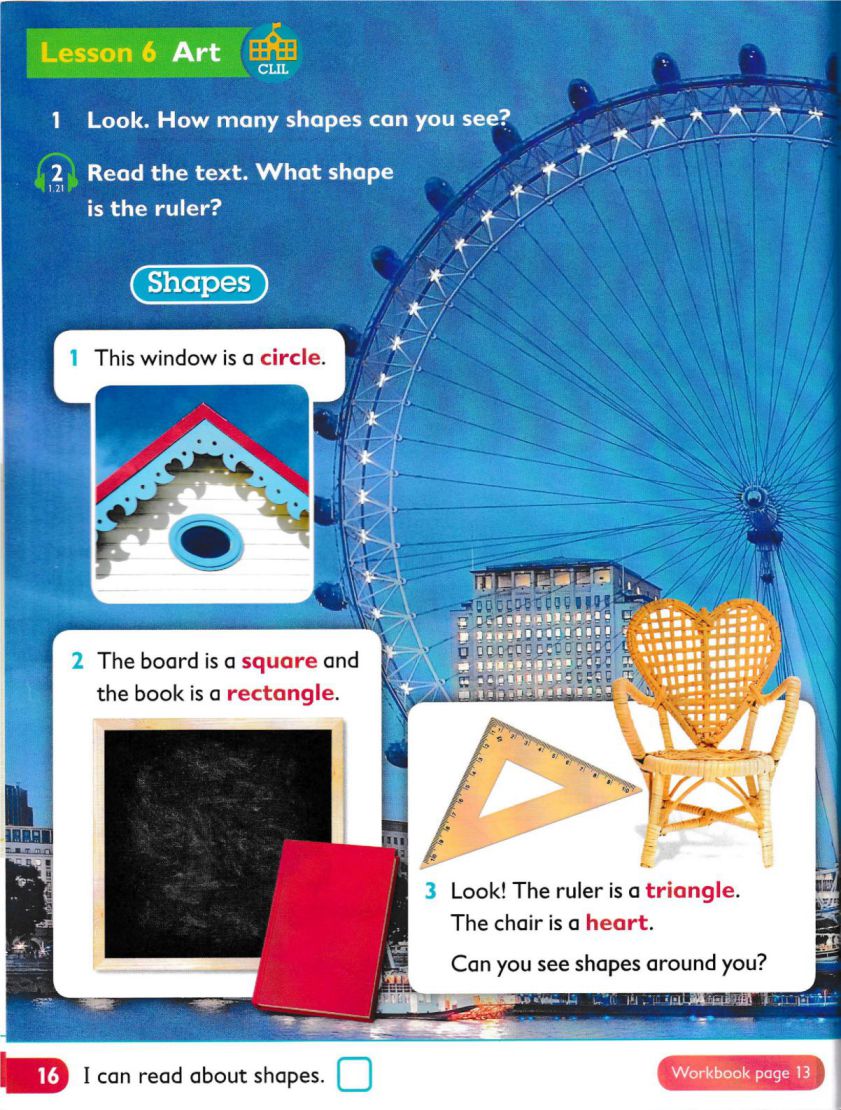 Lesson 6 Art
CLIL
1 Look. How many shapes can you see?
2 Read the text. What shape
1.21
is the ruler?
Shapes
1 This window is a circle.
2 The board is a square and
the book is a rectangle.
3 Look! The ruler is a triangle.
The chair is a heart.
Can you see shapes around you?
16 I can read about shapes.
Workbook page 13